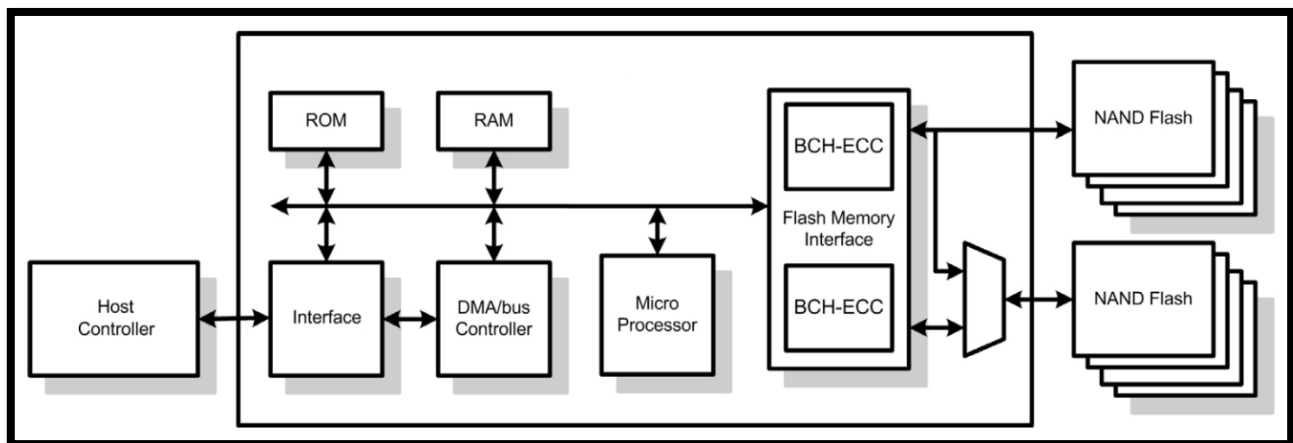 ROM
RAM
BCH-ECC
NAND Flash
Flash Memory
Interface
Host
Controller
Interface
DMA/bus
Controller
Micro
Processor
BCH-ECC
NAND Flash